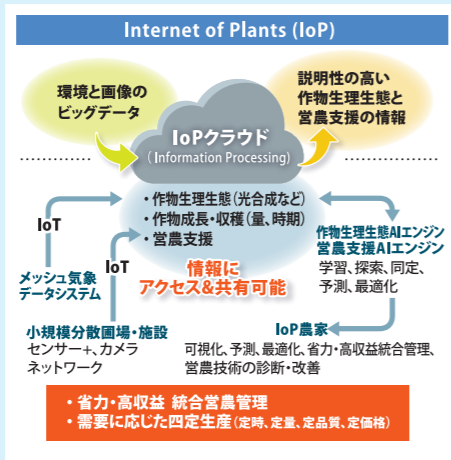 Internet of Plants (IoP)
環境と画像の
ビッグデータ
説明性の高い
作物生理生態と
営農支援の情報
IoPクラウド
(Information Processing)
・作物生理生態(光合成など)
・作物成長・収穫(量、時期)
・営農支援
IoT
IoT
メッシュ気象
データシステム
情報に
アクセス&共有可能
作物生理生態AIエンジン
営農支援AIエンジン
学習、探索、同定、
予測、最適化
小規模分散圃場・施設
センサー+、カメラ
ネットワーク
IoP農家
可視化、予測、最適化、省力・高収益統合管理、
営農技術の診断・改善
・省力・高収益 統合営農管理
・需要に応じた四定生産(定時、定量、定品質、定価格)